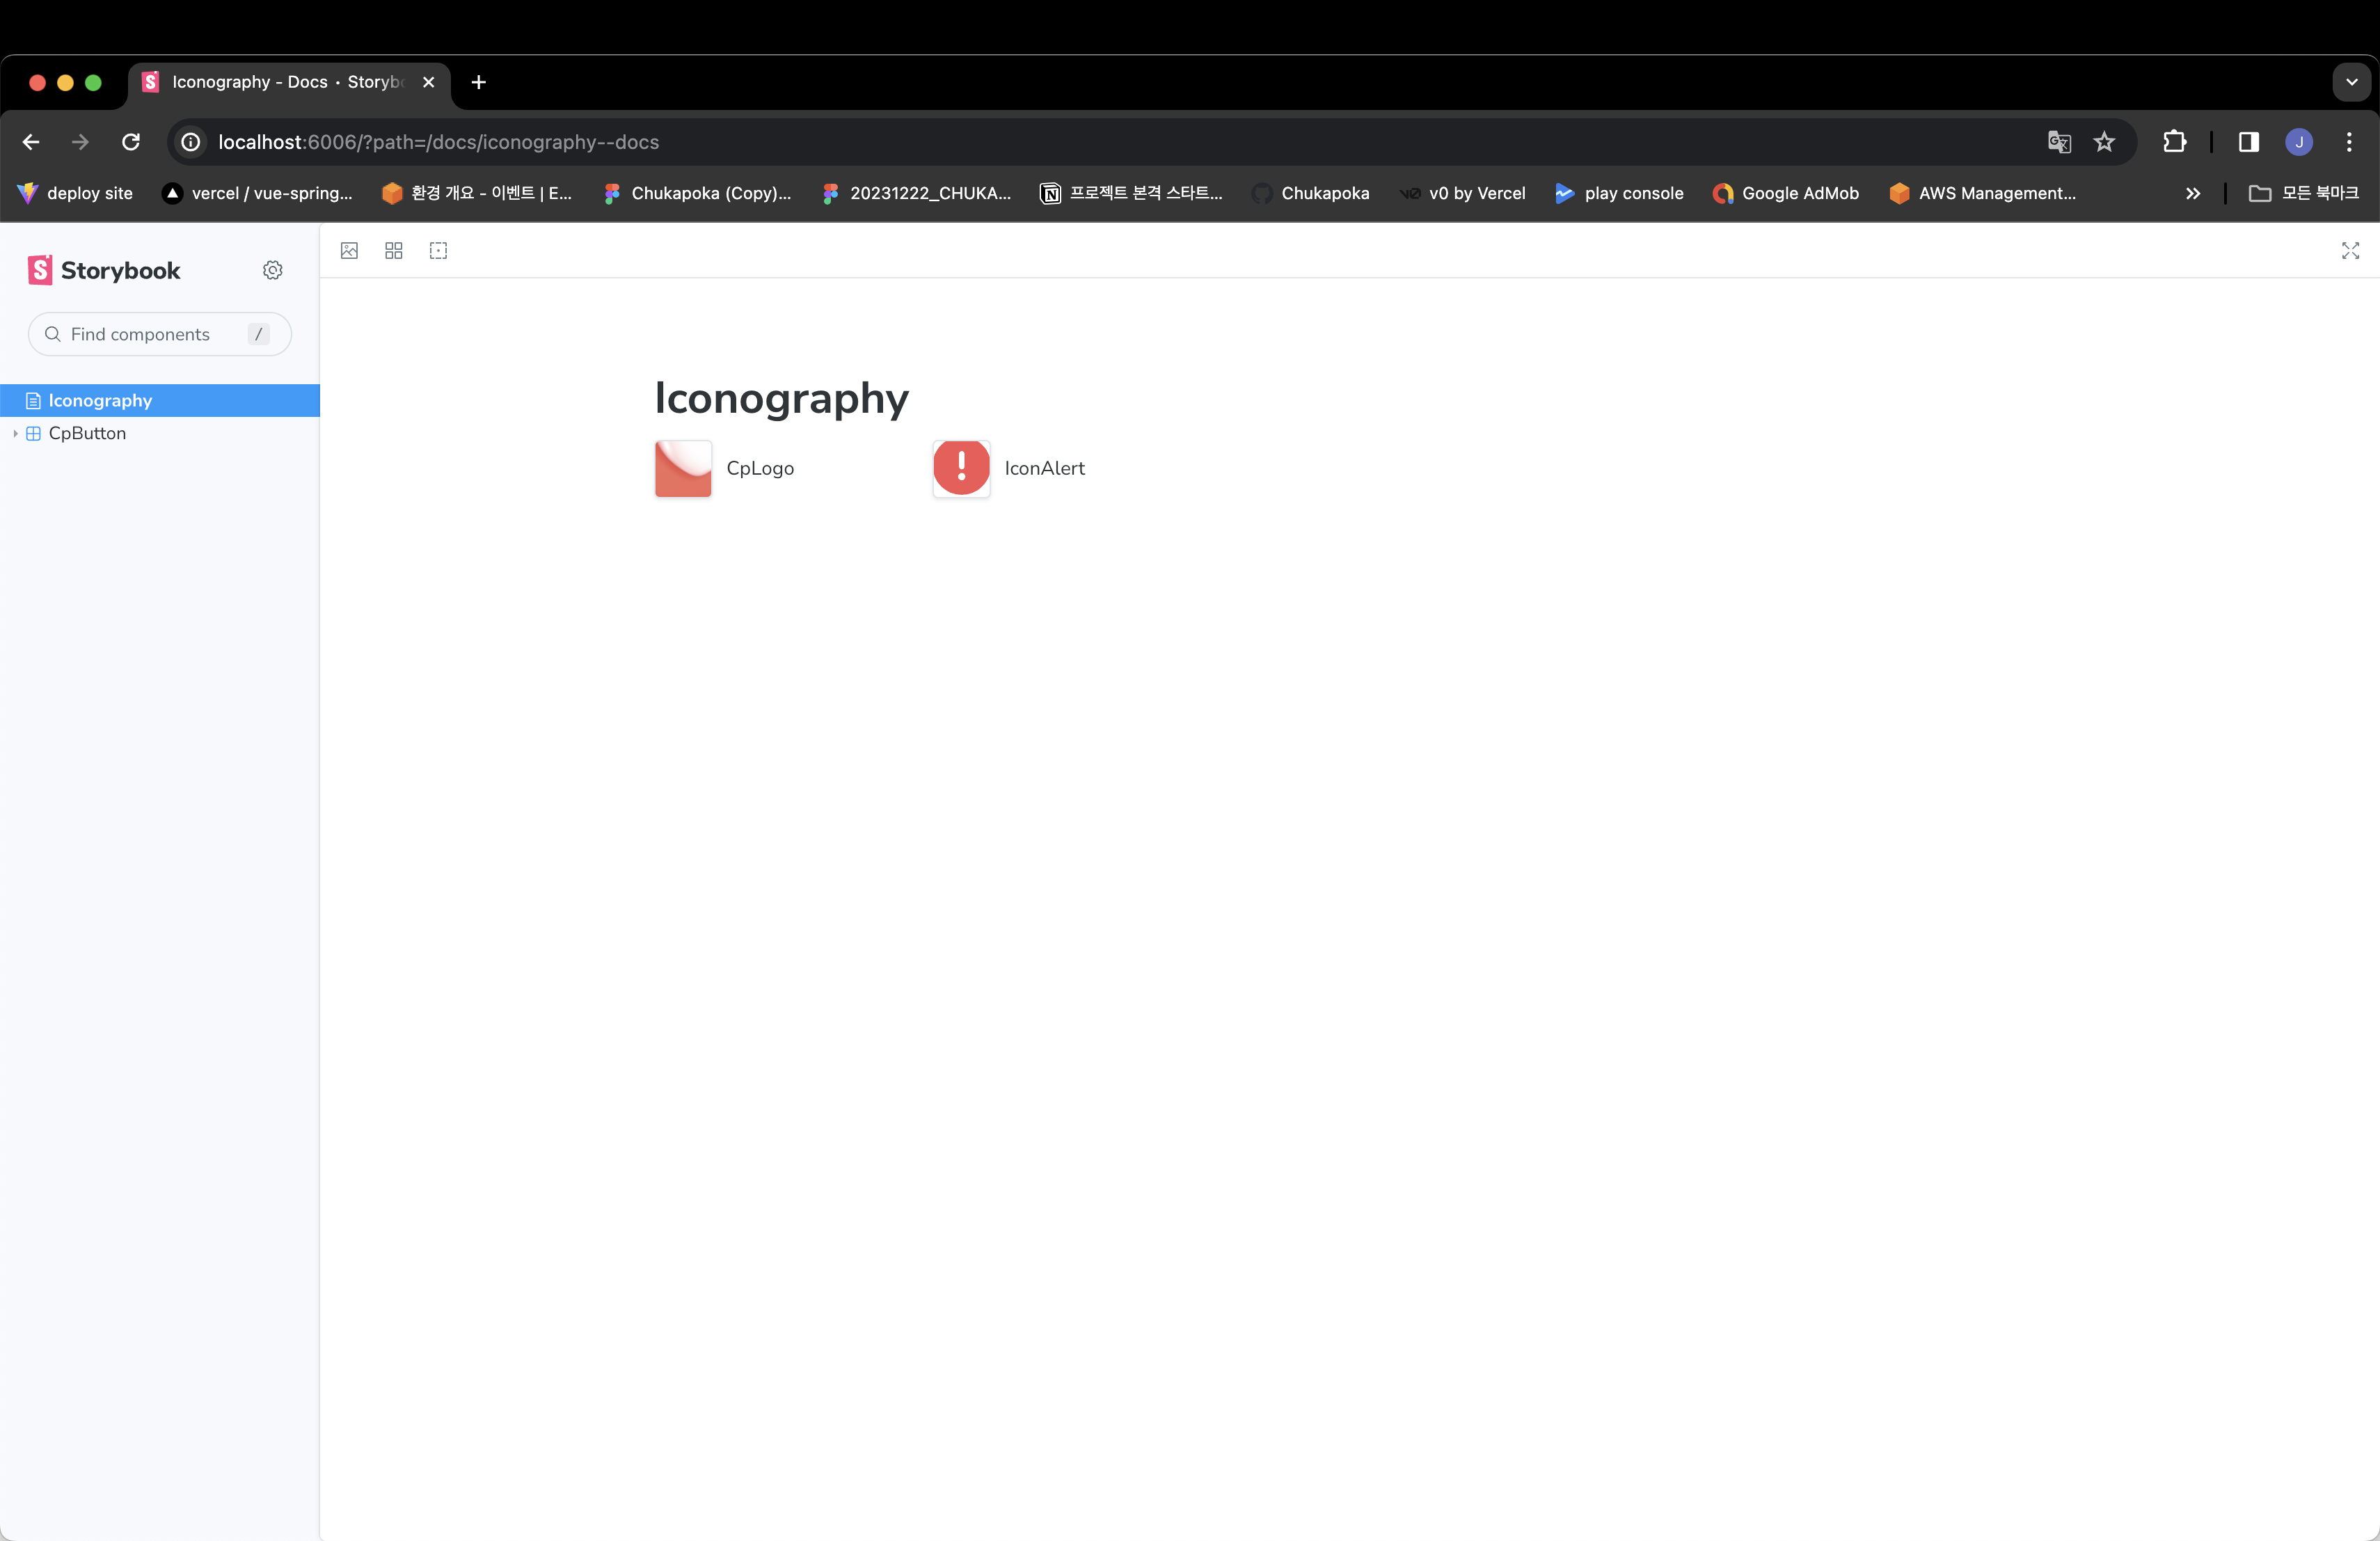 Iconography - Docs · Storybo
localhost:6006/?path=/docs/iconography--docs
J
deploy site
vercel / vue-spring...
환경 개요 - 이벤트 | E...
Chukapoka (Copy)...
20231222_CHUKA...
프로젝트 본격 스타트...
Chukapoka
v0 by Vercel
play console
Google AdMob
AWS Management...
모든 북마크
Storybook
Find components
/
Iconography
CpButton
Iconography
CpLogo
IconAlert